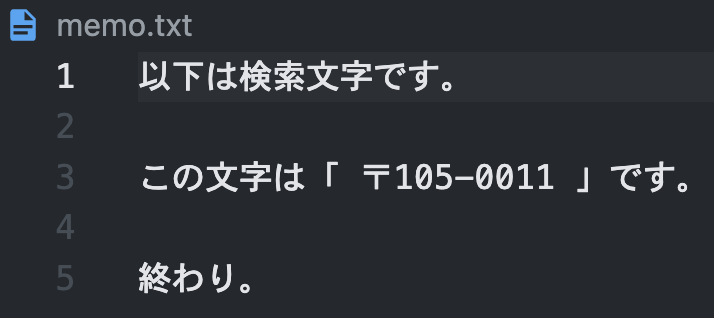 memo.txt
1 以下は検索文字です。
2
3 この文字は「 〒105-0011 」です。
4
5 終わり。